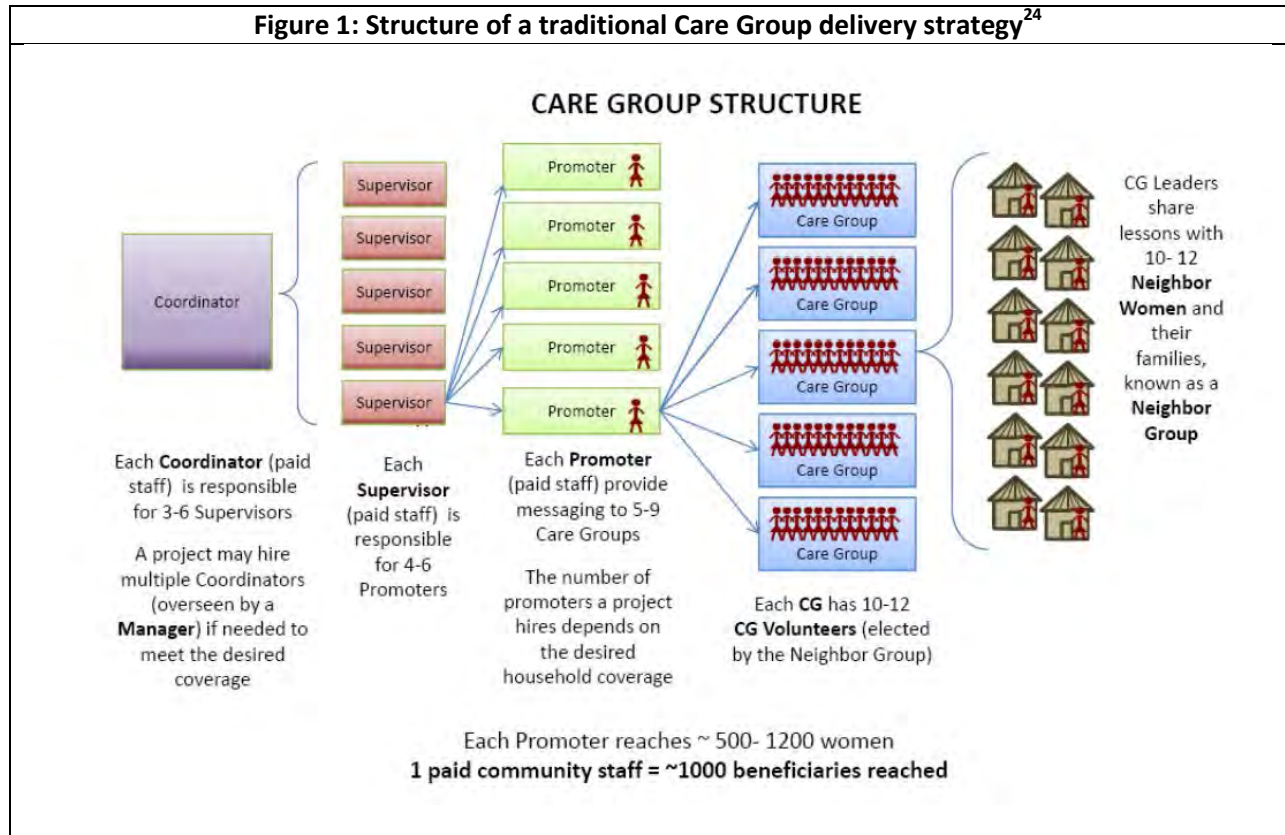 Figure 1: Structure of a traditional Care Group delivery strategy24
CARE GROUP STRUCTURE
Coordinator
Supervisor
Supervisor
Supervisor
Supervisor
Supervisor
Promoter
Promoter
Promoter
Promoter
Promoter
Care Group
Care Group
Care Group
Care Group
Care Group
CG Leaders
share
lessons with
10- 12
Neighbor
Women and
their
families,
known as a
Neighbor
Group
Each Coordinator (paid
staff) is responsible
for 3-6 Supervisors
A project may hire
multiple Coordinators
(overseen by a
Manager) if needed to
meet the desired
coverage
Each
Supervisor
(paid staff) is
responsible
for 4-6
Promoters
Each Promoter
(paid staff) provide
messaging to 5-9
Care Groups
The number of
promoters a project
hires depends on
the desired
household coverage
Each CG has 10-12
CG Volunteers (elected
by the Neighbor Group)
Each Promoter reaches ~ 500- 1200 women
1 paid community staff = ~1000 beneficiaries reached